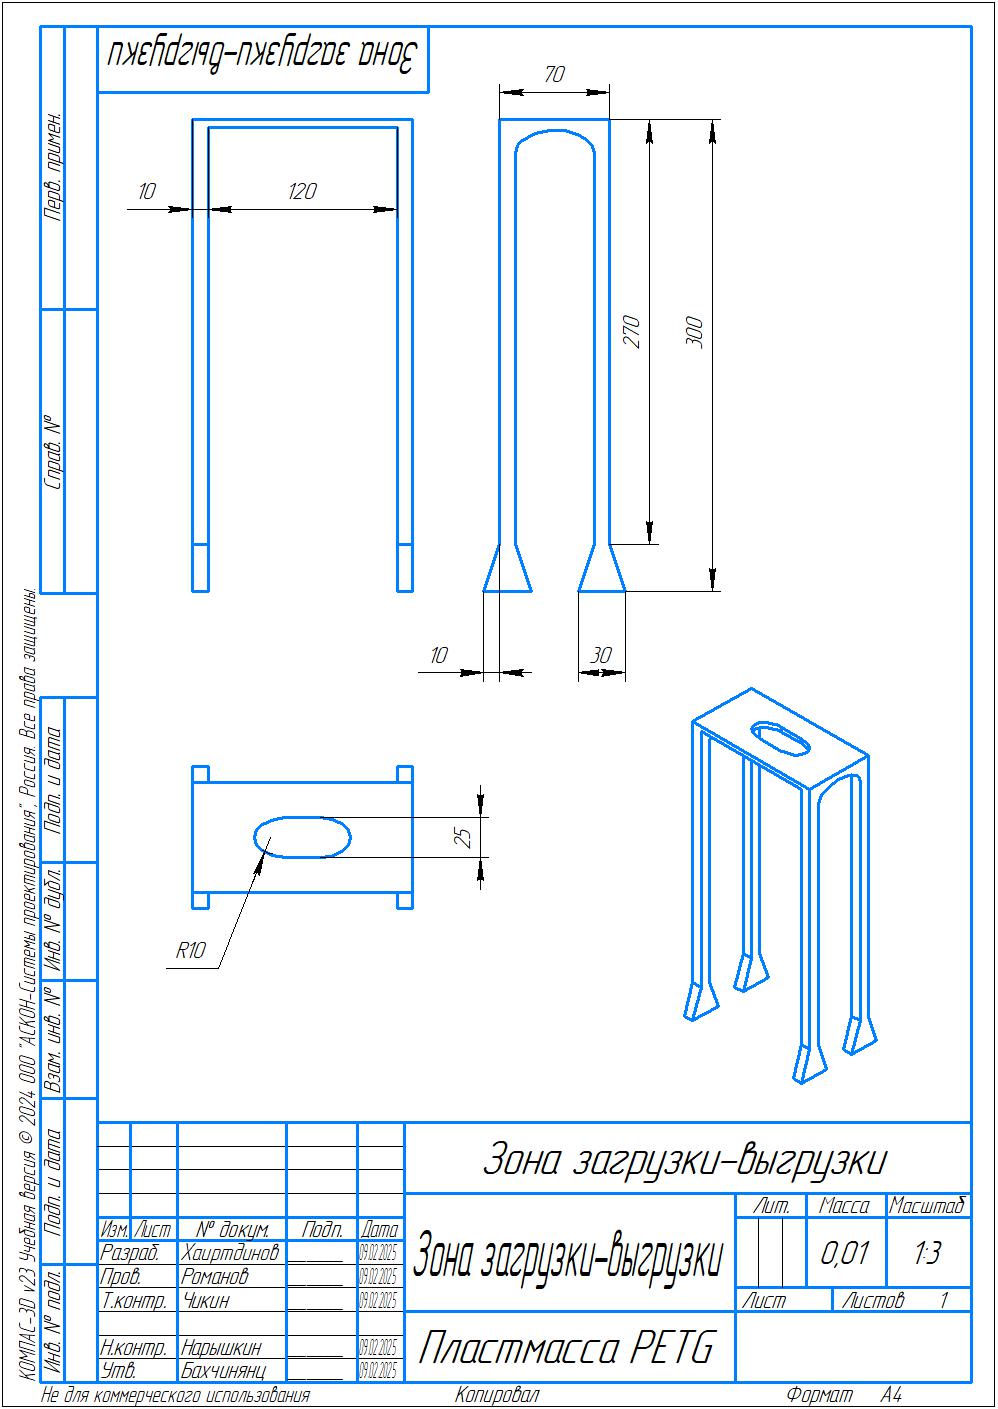 Зона загрузки-выгрузки
Перв. примен.
Справ. №
Подп. и дата
Инв. № дубл.
Взам. инв. №
Подп. и дата
Инв. № подл.
КОМПАС-3D v23 Учебная версия © 2024 ООО "АСКОН-Системы проектирования", Россия. Все права защищены.
70
10
120
270
300
10
30
25
R10
Зона загрузки-выгрузки
Лит.
Масса
Масштаб
Изм. Лист № докум. Подп. Дата
Разраб. Хаиртдинов 09.02.2025
Пров. Романов 09.02.2025
Т.контр. Чикин 09.02.2025
Н.контр. Нарышкин 09.02.2025
Утв. Бахчинянц 09.02.2025
Зона загрузки-выгрузки
0,01
1:3
Лист
Листов 1
Пластмасса PETG
Не для коммерческого использования
Копировал
Формат А4